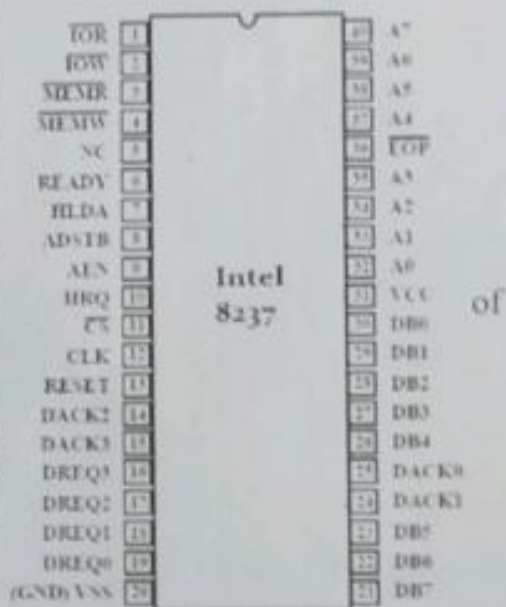 IOR 1 40 A7
IOW 2 39 A6
MEMR 3 38 A5
MEMW 4 37 A4
NC 5 36 EOP
READY 6 35 A3
HLDA 7 34 A2
ADSTB 8 33 A1
AEN 9 32 A0
HRQ 10 31 VCC
CS 11 30 DB0
CLK 12 29 DB1
RESET 13 28 DB2
DACK2 14 27 DB3
DACK3 15 26 DB4
DREQ3 16 25 DACK0
DREQ2 17 24 DACK1
DREQ1 18 23 DB5
DREQ0 19 22 DB6
(GND) VSS 20 21 DB7
Intel
8237
of